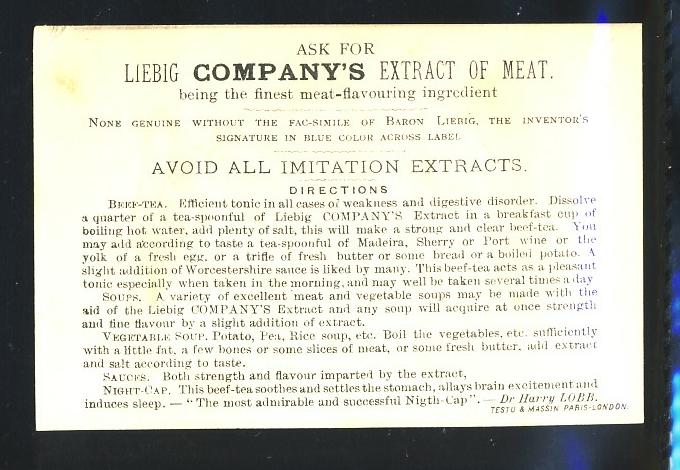 ASK FOR
LIEBIG COMPANY'S EXTRACT OF MEAT.
being the finest meat-flavouring ingredient
NONE GENUINE WITHOUT THE FAC-SIMILE OF BARON LIEBIG, THE INVENTOR'S
SIGNATURE IN BLUE COLOR ACROSS LABEL
AVOID ALL IMITATION EXTRACTS.
DIRECTIONS
BEEF-TEA. Efficient tonic in all cases of weakness and digestive disorder. Dissolve
a quarter of a tea-spoonful of Liebig COMPANY'S Extract in a breakfast cup of
boiling hot water, add plenty of salt, this will make a strong and clear beef-tea. You
may add according to taste a tea-spoonful of Madeira, Sherry or Port wine or the
yolk of a fresh egg, or a trifle of fresh butter or some bread or a boiled potato. A
slight addition of Worcestershire sauce is liked by many. This beef-tea acts as a pleasant
tonic especially when taken in the morning, and may well be taken several times a day
SOUPS. A variety of excellent meat and vegetable soups may be made with the
aid of the Liebig COMPANY'S Extract and any soup will acquire at once strength
and fine flavour by a slight addition of extract.
VEGETABLE SOUP. Potato, Pea, Rice soup, etc. Boil the vegetables, etc. sufficiently
with a little fat, a few bones or some slices of meat, or some fresh butter, add extract
and salt according to taste.
SAUCES. Both strength and flavour imparted by the extract,
NIGHT-CAP. This beef-tea soothes and settles the stomach, allays brain excitement and
induces sleep. — "The most admirable and successful Nigth-Cap". — Dr Harry LOBB.
TESTU & MASSIN PARIS-LONDON.